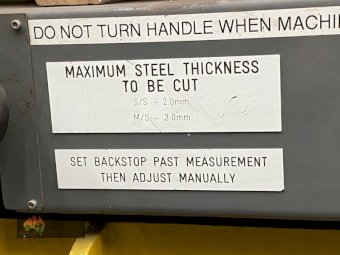 DO NOT TURN HANDLE WHEN MACHI
MAXIMUM STEEL THICKNESS
TO BE CUT
S/S - 2.0mm
M/S - 3.0mm
SET BACKSTOP PAST MEASUREMENT
THEN ADJUST MANUALLY